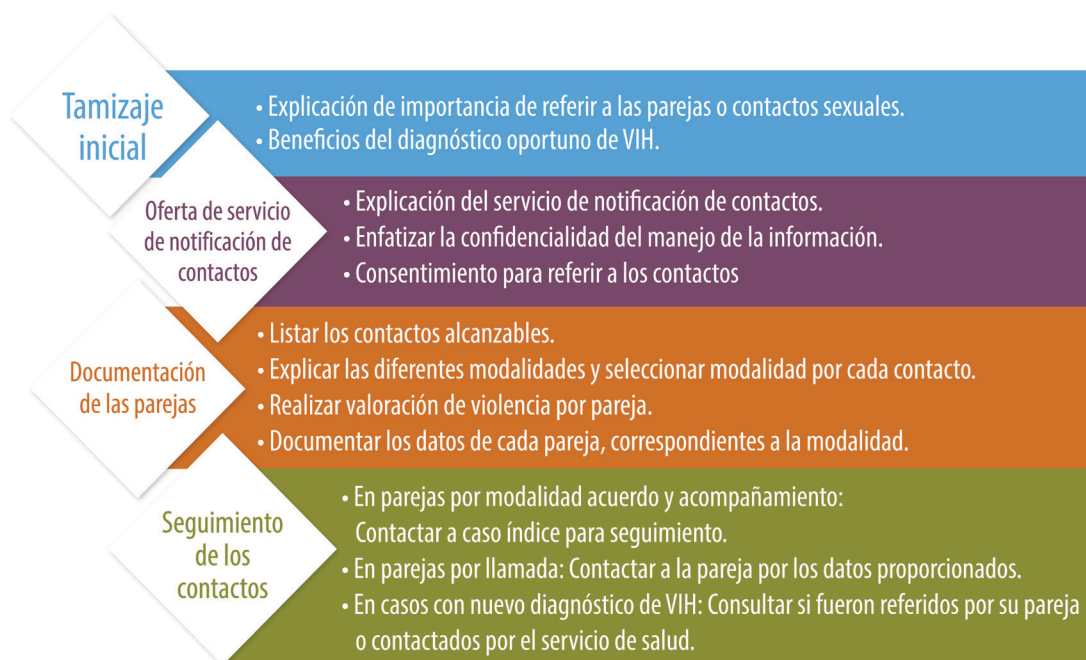 Tamizaje
inicial
• Explicación de importancia de referir a las parejas o contactos sexuales.
• Beneficios del diagnóstico oportuno de VIH.
Oferta de servicio
de notificación de
contactos
• Explicación del servicio de notificación de contactos.
• Enfatizar la confidencialidad del manejo de la información.
• Consentimiento para referir a los contactos
Documentación
de las parejas
• Listar los contactos alcanzables.
• Explicar las diferentes modalidades y seleccionar modalidad por cada contacto.
• Realizar valoración de violencia por pareja.
• Documentar los datos de cada pareja, correspondientes a la modalidad.
Seguimiento
de los
contactos
• En parejas por modalidad acuerdo y acompañamiento:
Contactar a caso índice para seguimiento.
• En parejas por llamada: Contactar a la pareja por los datos proporcionados.
• En casos con nuevo diagnóstico de VIH: Consultar si fueron referidos por su pareja
o contactados por el servicio de salud.